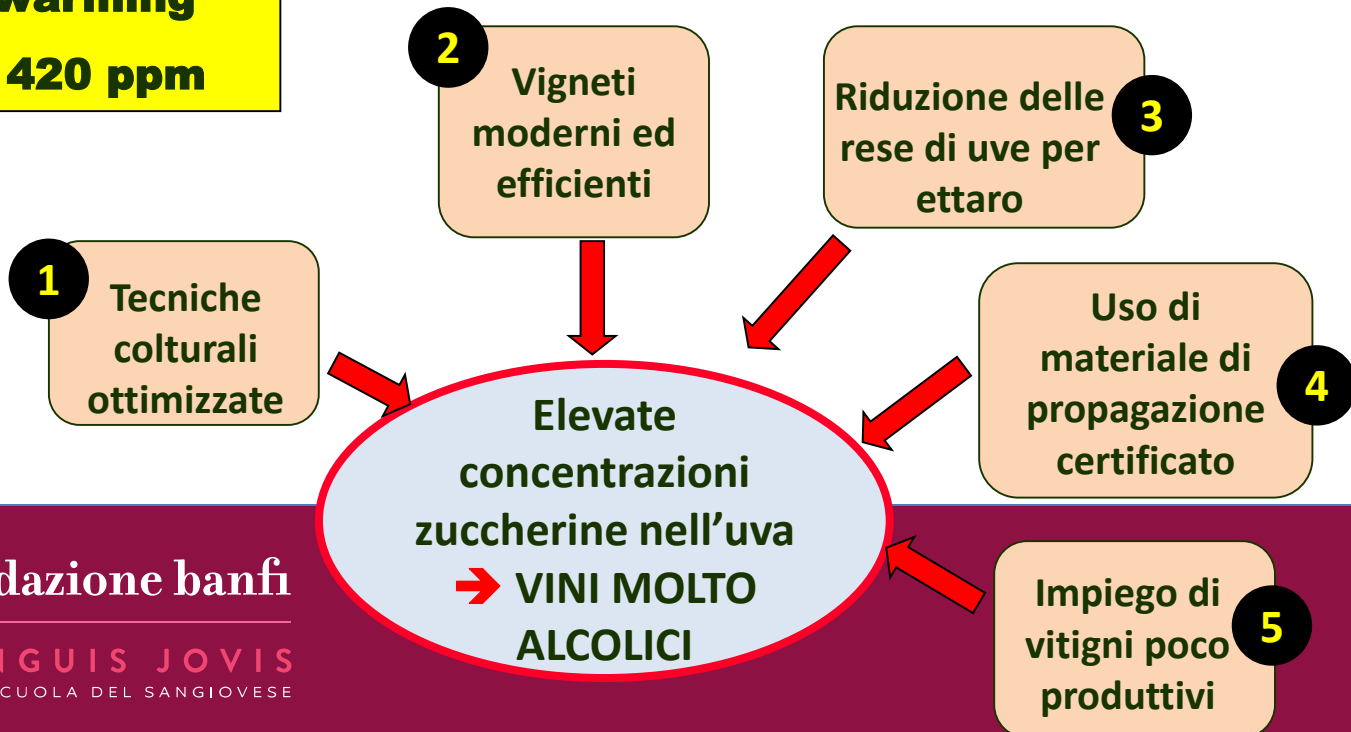 warming
420 ppm
2
Vigneti
moderni ed
efficienti
Riduzione delle
rese di uve per
ettaro
3
1
Tecniche
colturali
ottimizzate
Uso di
materiale di
propagazione
certificato
4
Elevate
concentrazioni
zuccherine nell’uva
➔ VINI MOLTO
ALCOLICI
Impiego di
vitigni poco
produttivi
5
dazione banfi
NGUIS JOVIS
CUOLA DEL SANGIOVESE